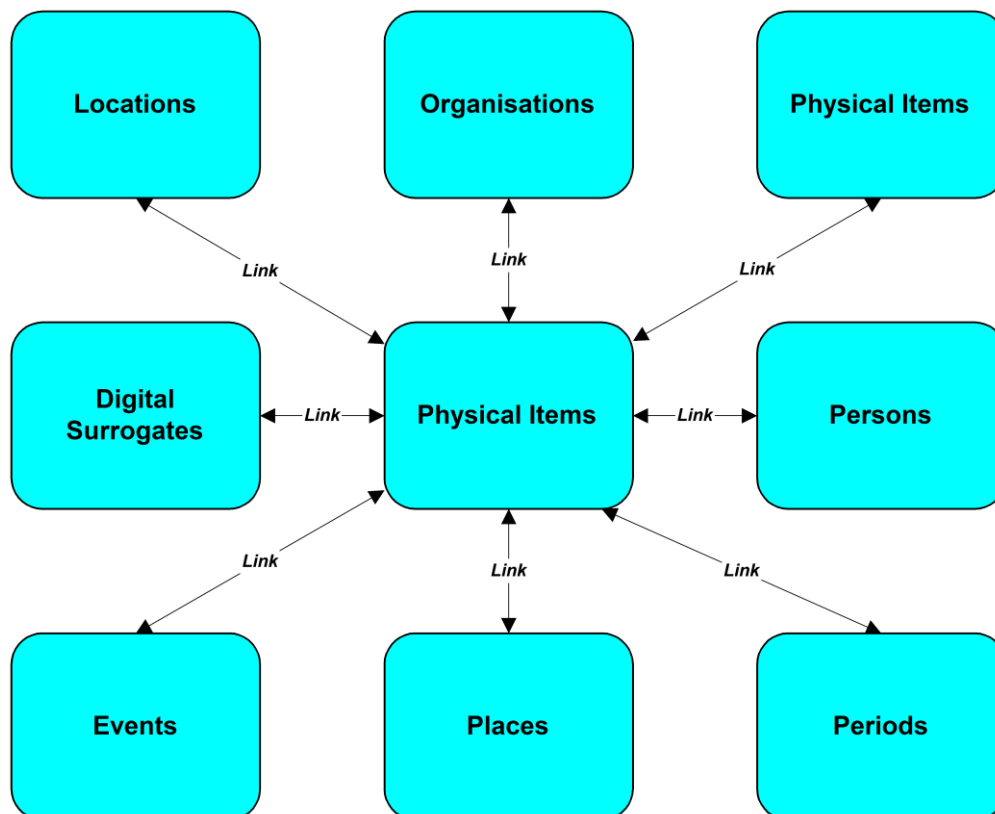 Locations
Organisations
Physical Items
Link
Link
Link
Digital
Surrogates
Link
Physical Items
Link
Persons
Link
Link
Link
Events
Places
Periods